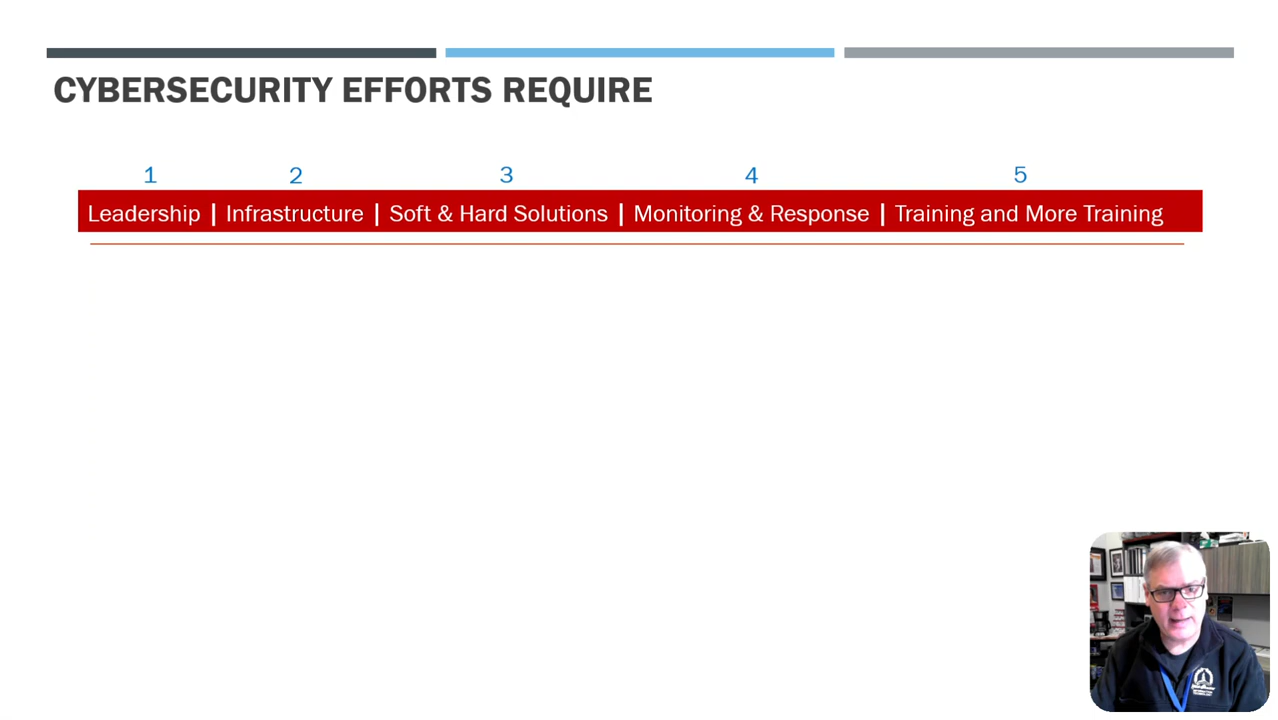 CYBERSECURITY EFFORTS REQUIRE
1 2 3 4 5
Leadership | Infrastructure | Soft & Hard Solutions | Monitoring & Response | Training and More Training